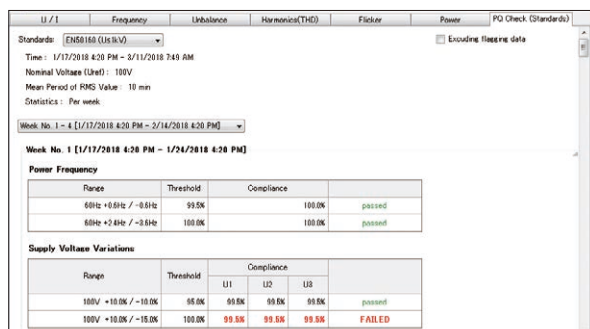 U / I Frequency Unbalance Harmonics(THD) Flicker Power PQ Check (Standards)
Standards: EN50160 (U≤1kV) Excuding flagging data
Time : 1/17/2018 4:20 PM - 3/11/2018 7:49 AM
Nominal Voltage (Uref) : 100V
Mean Period of RMS Value : 10 min
Statistics : Per week
Week No. 1 - 4 [1/17/2018 4:20 PM - 2/14/2018 4:20 PM]
Week No. 1 [1/17/2018 4:20 PM - 1/24/2018 4:20 PM]
Power Frequency
Range Threshold Compliance
60Hz +0.6Hz / -0.6Hz 99.5% 100.0% passed
60Hz +2.4Hz / -3.6Hz 100.0% 100.0% passed
Supply Voltage Variations
Range Threshold Compliance
U1 U2 U3
100V +10.0% / -10.0% 95.0% 99.5% 99.5% 99.5% passed
100V +10.0% / -15.0% 100.0% 99.5% 99.5% 99.5% FAILED